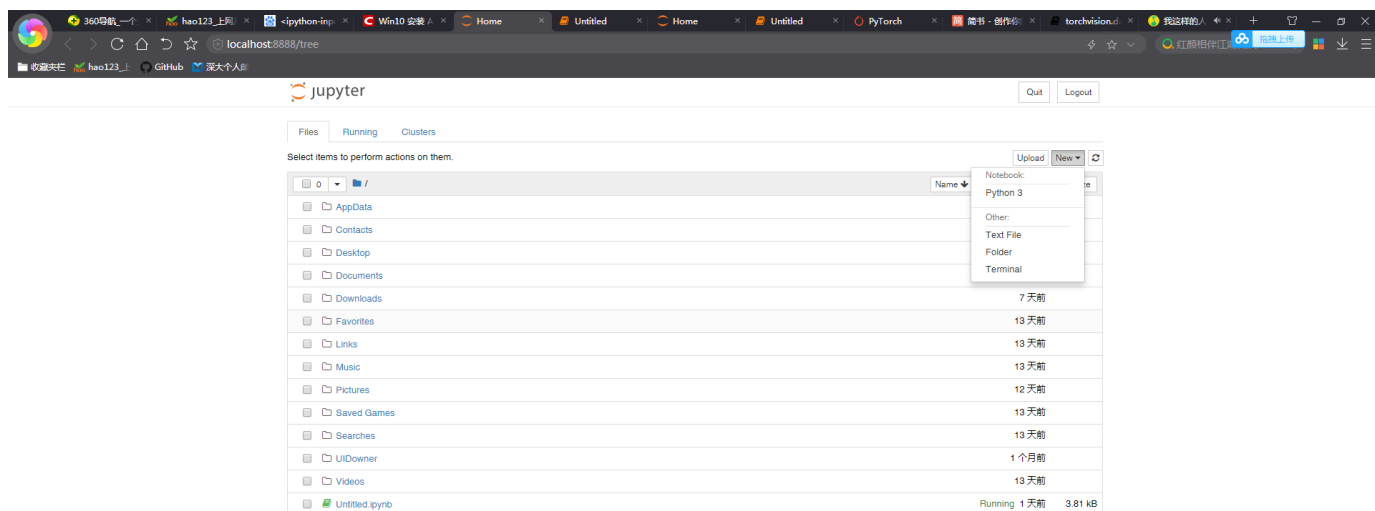 360导航_一个
hao123_上网
<ipython-inp
Win10 安装 A
Home
Untitled
Home
Untitled
PyTorch
简书 - 创作你
torchvision.d
我这样的人
localhost:8888/tree
红颜相伴江
拖拽上传
收藏夹栏
hao123_上
GitHub
深大个人邮
jupyter
Quit
Logout
Files
Running
Clusters
Select items to perform actions on them.
Upload
New
Notebook:
Python 3
Other:
Text File
Folder
Terminal
0
/
Name
ze
AppData
Contacts
Desktop
Documents
Downloads 7 天前
Favorites 13 天前
Links 13 天前
Music 13 天前
Pictures 12 天前
Saved Games 13 天前
Searches 13 天前
UIDowner 1 个月前
Videos 13 天前
Untitled.ipynb Running 1 天前 3.81 kB